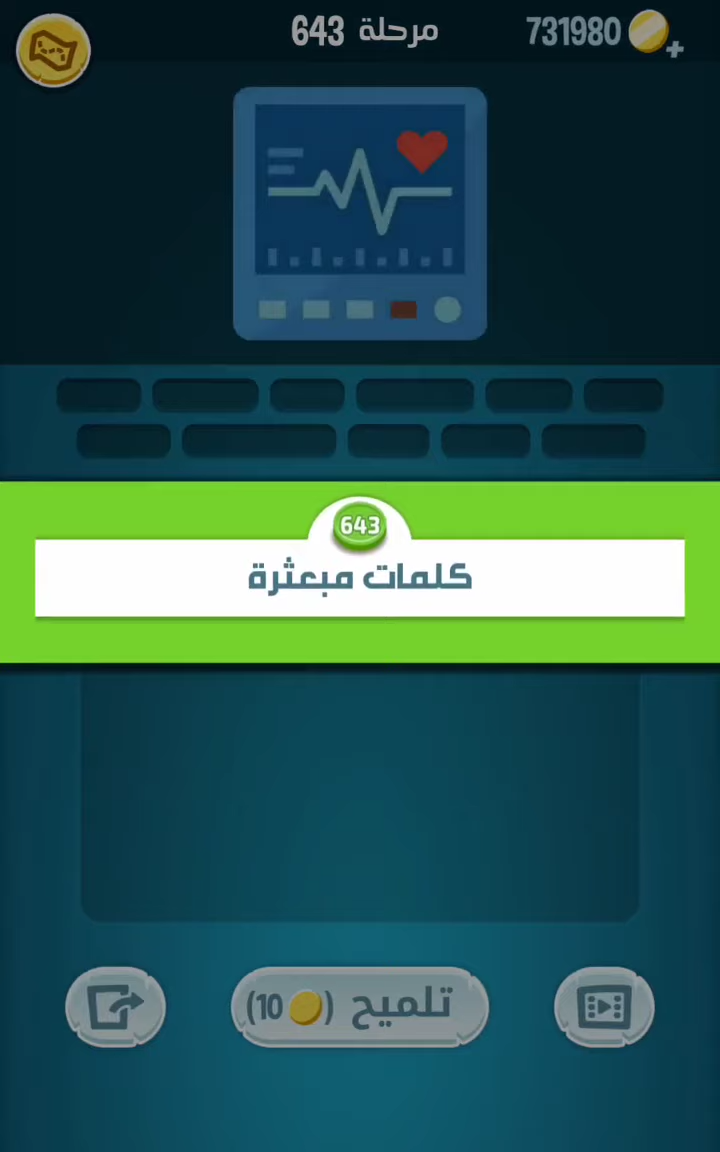 مرحلة 643
731980
643
كلمات مبعثرة
تلميح (10)